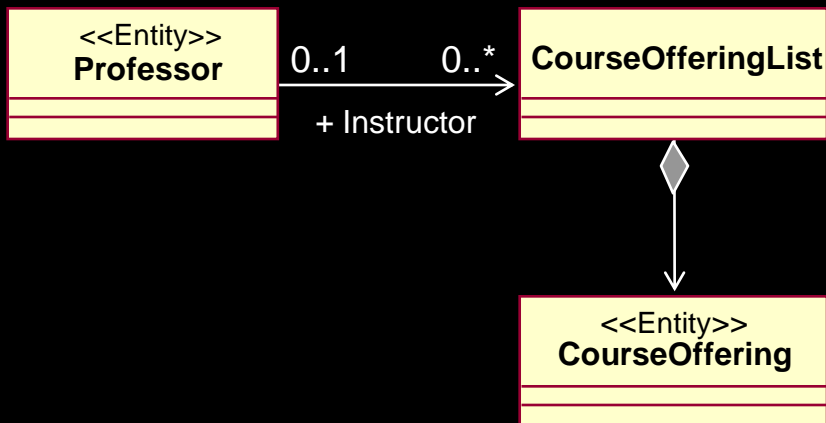 <<Entity>>
Professor
0..1
0..*
+ Instructor
CourseOfferingList
<<Entity>>
CourseOffering